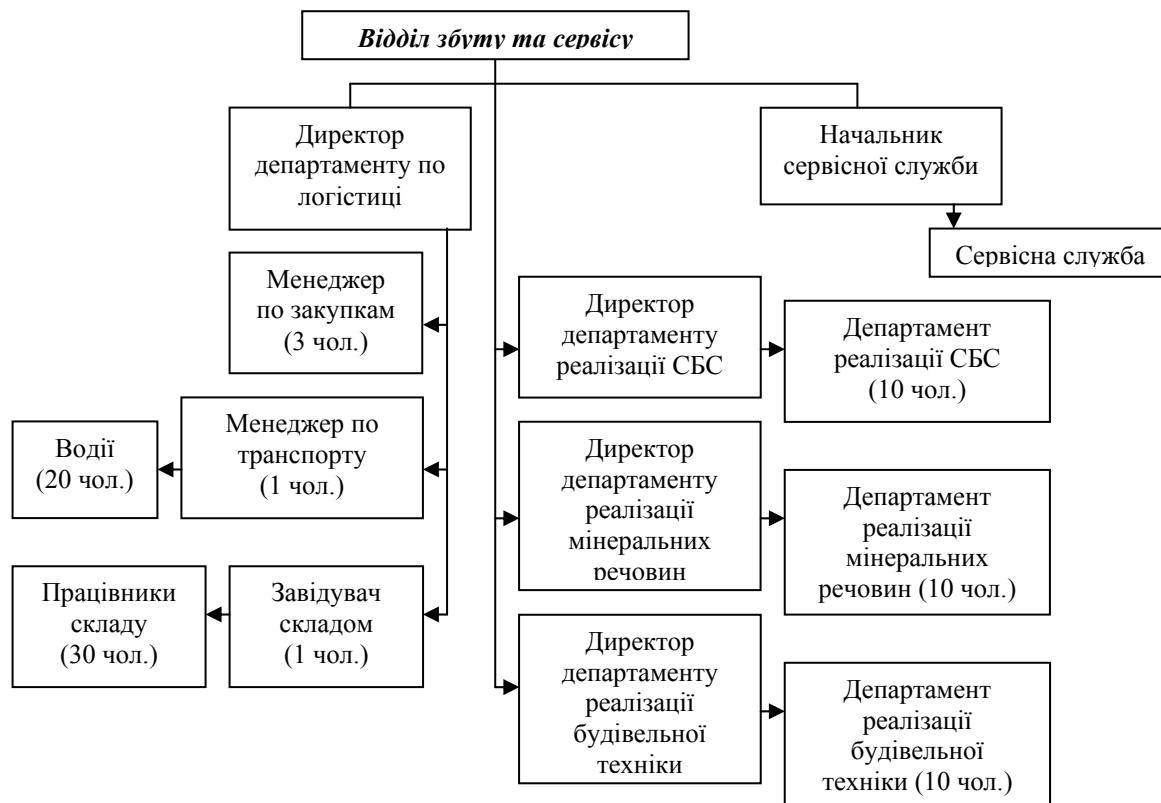 Відділ збуту та сервісу
Директор
департаменту по
логістиці
Начальник
сервісної служби
Сервісна служба
Менеджер
по закупкам
(3 чол.)
Директор
департаменту
реалізації СБС
Департамент
реалізації СБС
(10 чол.)
Водії
(20 чол.)
Менеджер по
транспорту
(1 чол.)
Директор
департаменту
реалізації
мінеральних
речовин
Департамент
реалізації
мінеральних
речовин (10 чол.)
Працівники
складу
(30 чол.)
Завідувач
складом
(1 чол.)
Директор
департаменту
реалізації
будівельної
техніки
Департамент
реалізації
будівельної
техніки (10 чол.)